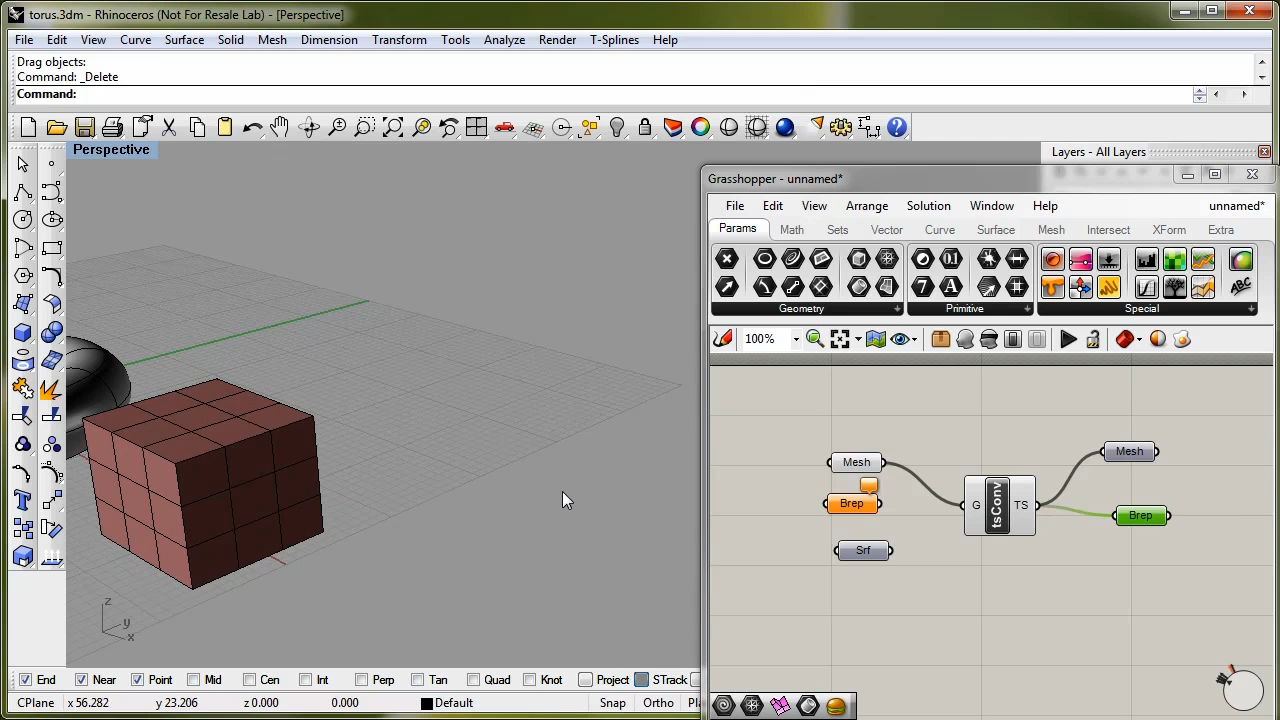 torus.3dm - Rhinoceros (Not For Resale Lab) - [Perspective]
File Edit View Curve Surface Solid Mesh Dimension Transform Tools Analyze Render T-Splines Help
Drag objects:
Command: _Delete
Command:
Perspective
Layers - All Layers
Grasshopper - unnamed*
File Edit View Arrange Solution Window Help unnamed*
Params Math Sets Vector Curve Surface Mesh Intersect XForm Extra
0.1
7 A ABC
Geometry Primitive Special
100%
Mesh
Brep
Srf
G tsConv TS
Mesh
Brep
z
y
x
End Near Point Mid Cen Int Perp Tan Quad Knot Project STrack
CPlane x 56.282 y 23.206 z 0.000 0.000 Default Snap Ortho